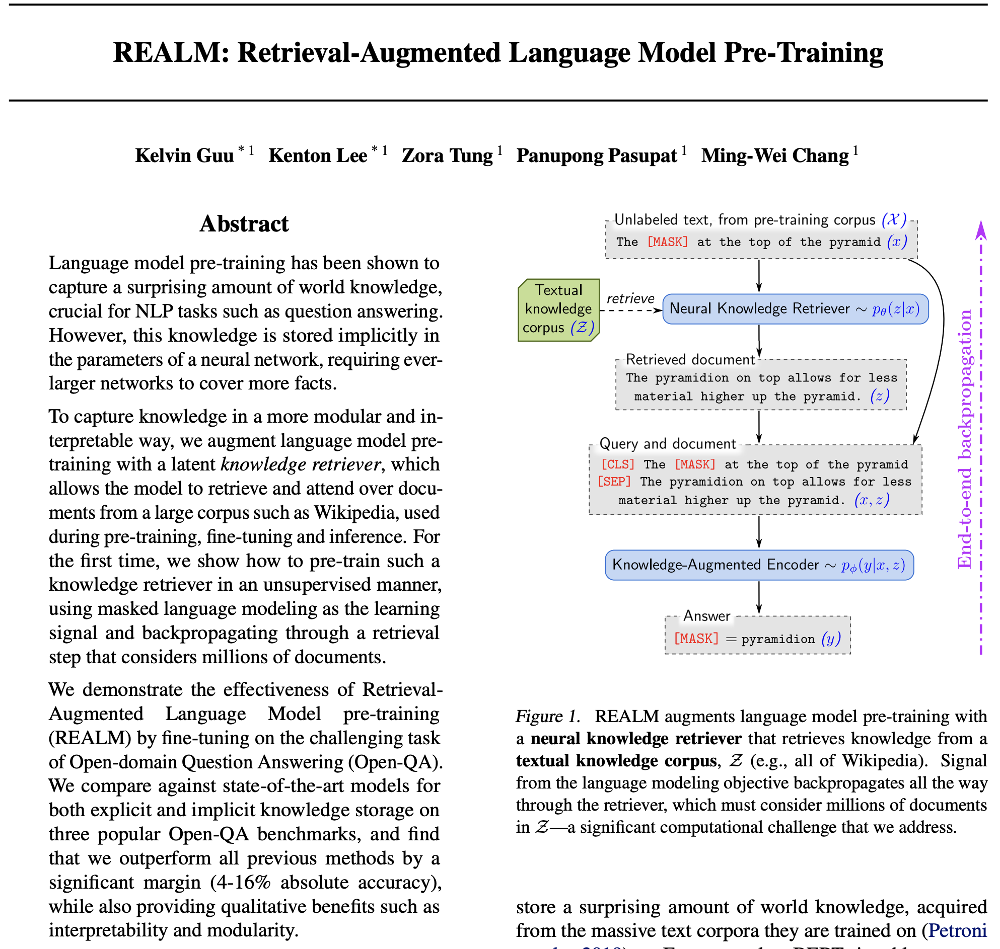 REALM: Retrieval-Augmented Language Model Pre-Training
Kelvin Guu * 1 Kenton Lee * 1 Zora Tung 1 Panupong Pasupat 1 Ming-Wei Chang 1
Abstract
Language model pre-training has been shown to
capture a surprising amount of world knowledge,
crucial for NLP tasks such as question answering.
However, this knowledge is stored implicitly in
the parameters of a neural network, requiring ever-
larger networks to cover more facts.
To capture knowledge in a more modular and in-
terpretable way, we augment language model pre-
training with a latent knowledge retriever, which
allows the model to retrieve and attend over docu-
ments from a large corpus such as Wikipedia, used
during pre-training, fine-tuning and inference. For
the first time, we show how to pre-train such a
knowledge retriever in an unsupervised manner,
using masked language modeling as the learning
signal and backpropagating through a retrieval
step that considers millions of documents.
We demonstrate the effectiveness of Retrieval-
Augmented Language Model pre-training
(REALM) by fine-tuning on the challenging task
of Open-domain Question Answering (Open-QA).
We compare against state-of-the-art models for
both explicit and implicit knowledge storage on
three popular Open-QA benchmarks, and find
that we outperform all previous methods by a
significant margin (4-16% absolute accuracy),
while also providing qualitative benefits such as
interpretability and modularity.
Unlabeled text, from pre-training corpus (𝒳)
The [MASK] at the top of the pyramid (x)
Textual
knowledge
corpus (𝒵)
retrieve
Neural Knowledge Retriever ∼ pθ(z|x)
Retrieved document
The pyramidion on top allows for less
material higher up the pyramid. (z)
Query and document
[CLS] The [MASK] at the top of the pyramid
[SEP] The pyramidion on top allows for less
material higher up the pyramid. (x, z)
Knowledge-Augmented Encoder ∼ pϕ(y|x, z)
Answer
[MASK] = pyramidion (y)
End-to-end backpropagation
Figure 1. REALM augments language model pre-training with
a neural knowledge retriever that retrieves knowledge from a
textual knowledge corpus, 𝒵 (e.g., all of Wikipedia). Signal
from the language modeling objective backpropagates all the way
through the retriever, which must consider millions of documents
in 𝒵—a significant computational challenge that we address.
store a surprising amount of world knowledge, acquired
from the massive text corpora they are trained on (Petroni